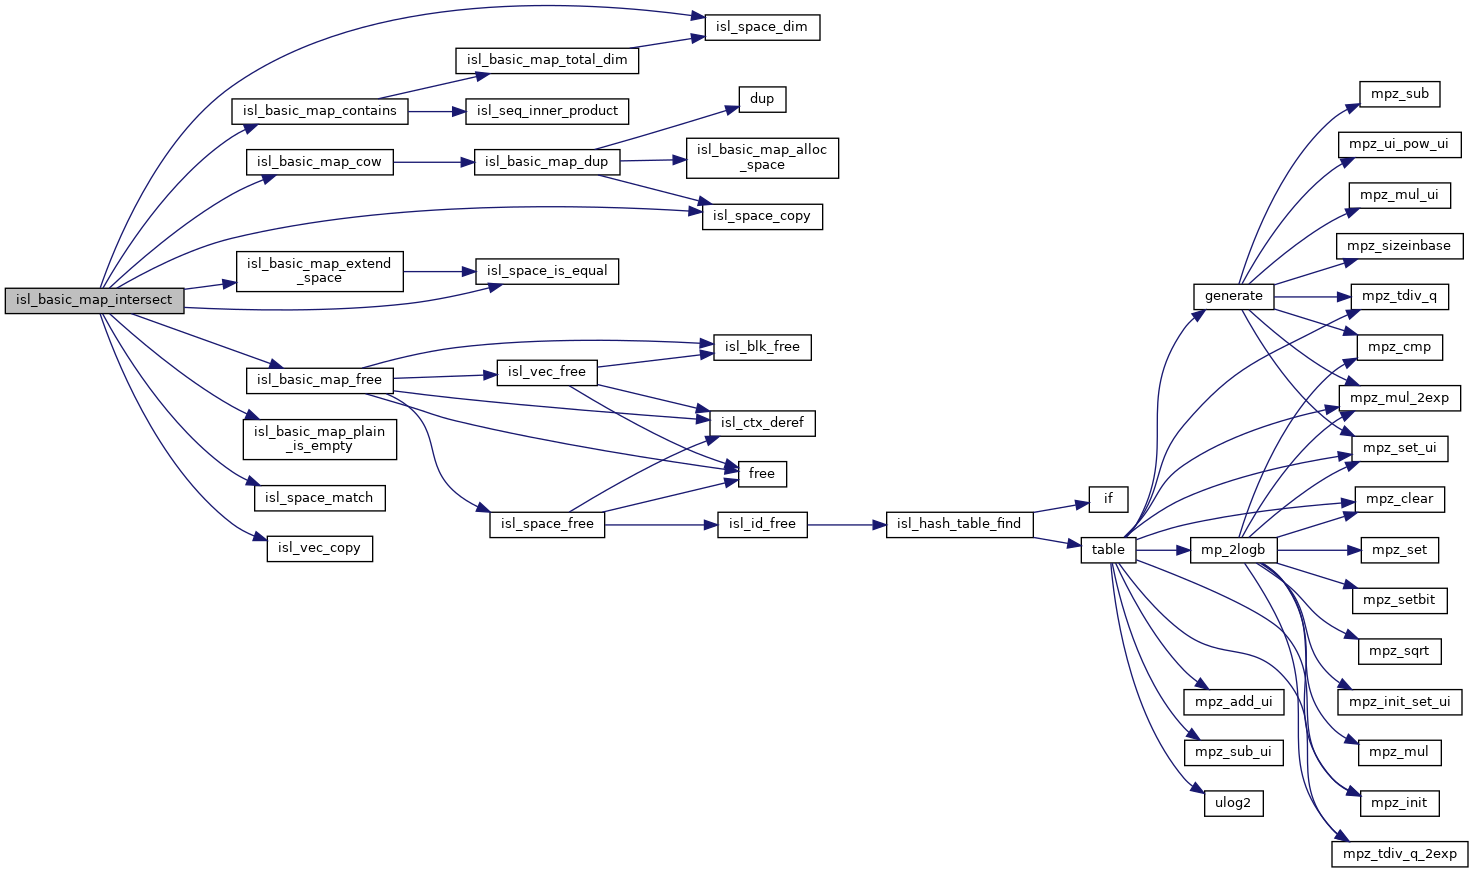 isl_space_dim
isl_basic_map_total_dim
isl_basic_map_contains
isl_seq_inner_product
dup
isl_basic_map_cow
isl_basic_map_dup
isl_basic_map_alloc
_space
isl_space_copy
isl_basic_map_extend
_space
isl_space_is_equal
isl_basic_map_intersect
isl_basic_map_free
isl_vec_free
isl_blk_free
isl_ctx_deref
isl_basic_map_plain
_is_empty
free
isl_space_match
isl_space_free
isl_id_free
isl_hash_table_find
isl_vec_copy
if
table
generate
mp_2logb
mpz_add_ui
mpz_sub_ui
ulog2
mpz_sub
mpz_ui_pow_ui
mpz_mul_ui
mpz_sizeinbase
mpz_tdiv_q
mpz_cmp
mpz_mul_2exp
mpz_set_ui
mpz_clear
mpz_set
mpz_setbit
mpz_sqrt
mpz_init_set_ui
mpz_mul
mpz_init
mpz_tdiv_q_2exp